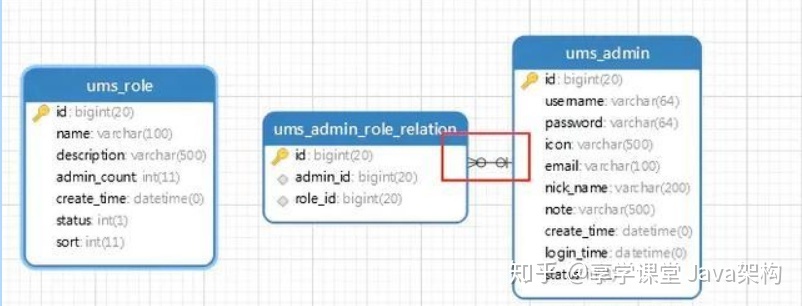 ums_role
id: bigint(20)
name: varchar(100)
description: varchar(500)
admin_count: int(11)
create_time: datetime(0)
status: int(1)
sort: int(11)
ums_admin_role_relation
id: bigint(20)
admin_id: bigint(20)
role_id: bigint(20)
ums_admin
id: bigint(20)
username: varchar(64)
password: varchar(64)
icon: varchar(500)
email: varchar(100)
nick_name: varchar(200)
note: varchar(500)
create_time: datetime(0)
login_time: datetime(0)
status:
知乎 @享学课堂 Java架构